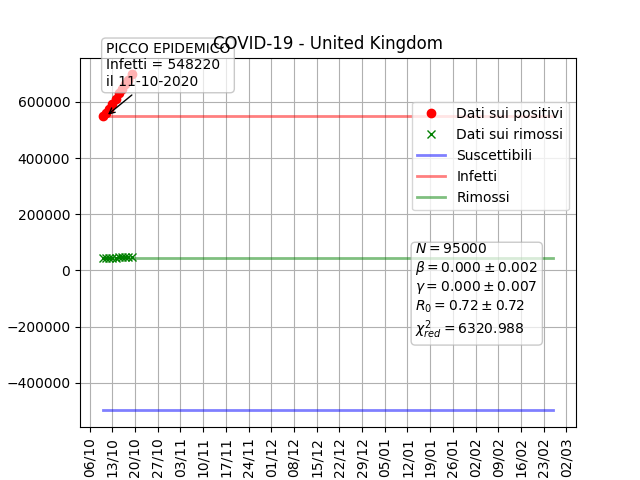 COVID-19 - United Kingdom
PICCO EPIDEMICO
Infetti = 548220
il 11-10-2020
600000
400000
200000
0
−200000
−400000
Dati sui positivi
Dati sui rimossi
Suscettibili
Infetti
Rimossi
N = 95000
β = 0.000 ± 0.002
γ = 0.000 ± 0.007
R₀ = 0.72 ± 0.72
χ²red = 6320.988
06/10 13/10 20/10 27/10 03/11 10/11 17/11 24/11 01/12 08/12 15/12 22/12 29/12 05/01 12/01 19/01 26/01 02/02 09/02 16/02 23/02 02/03